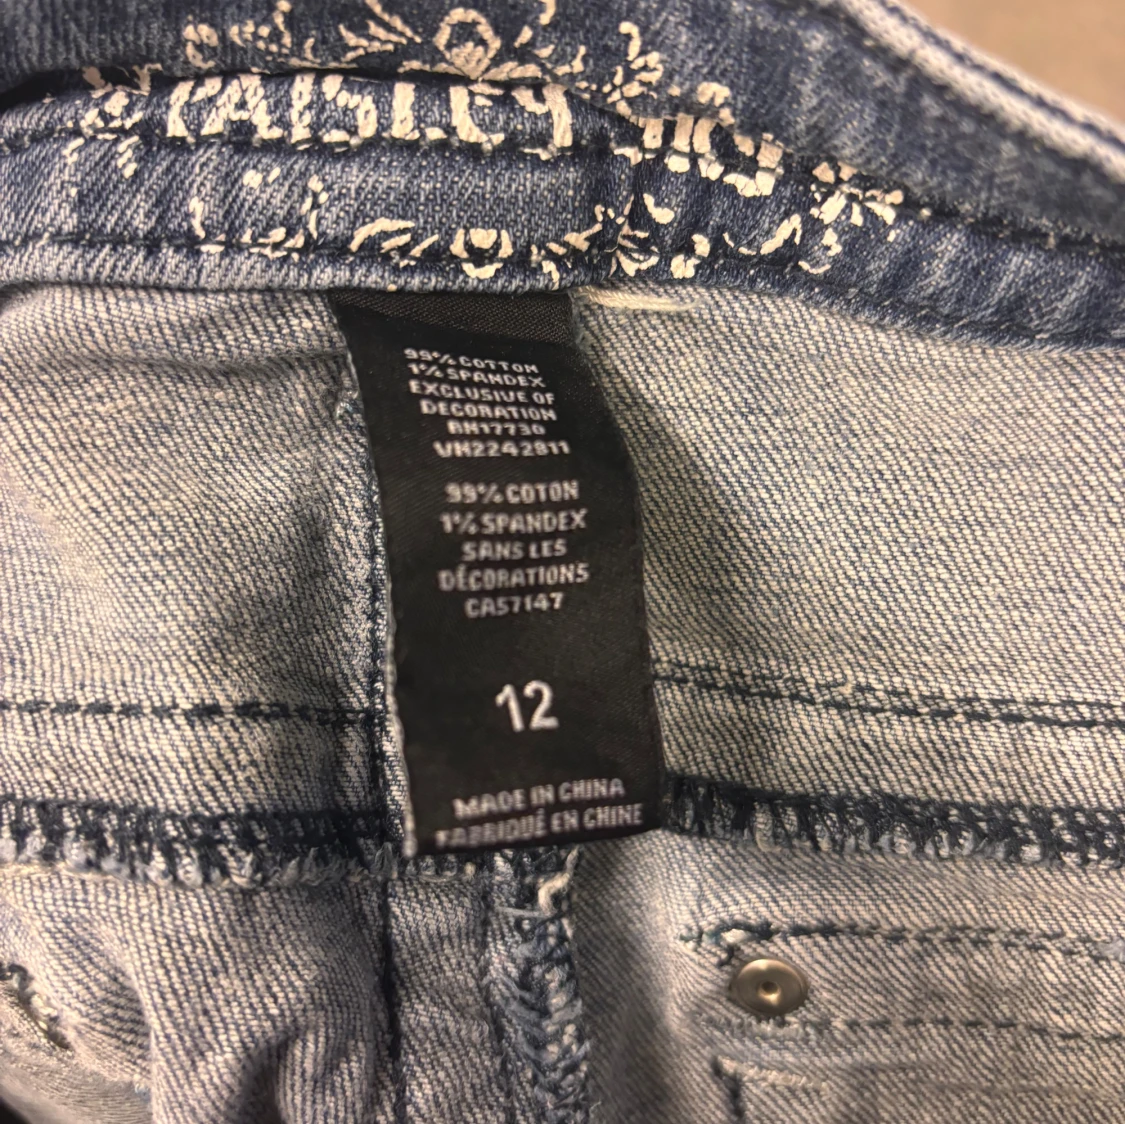 PAISLEY
99% COTTON
1% SPANDEX
EXCLUSIVE OF
DECORATION
RN17730
VN2242811
99% COTON
1% SPANDEX
SANS LES
DÉCORATIONS
CA57147
12
MADE IN CHINA
FABRIQUÉ EN CHINE